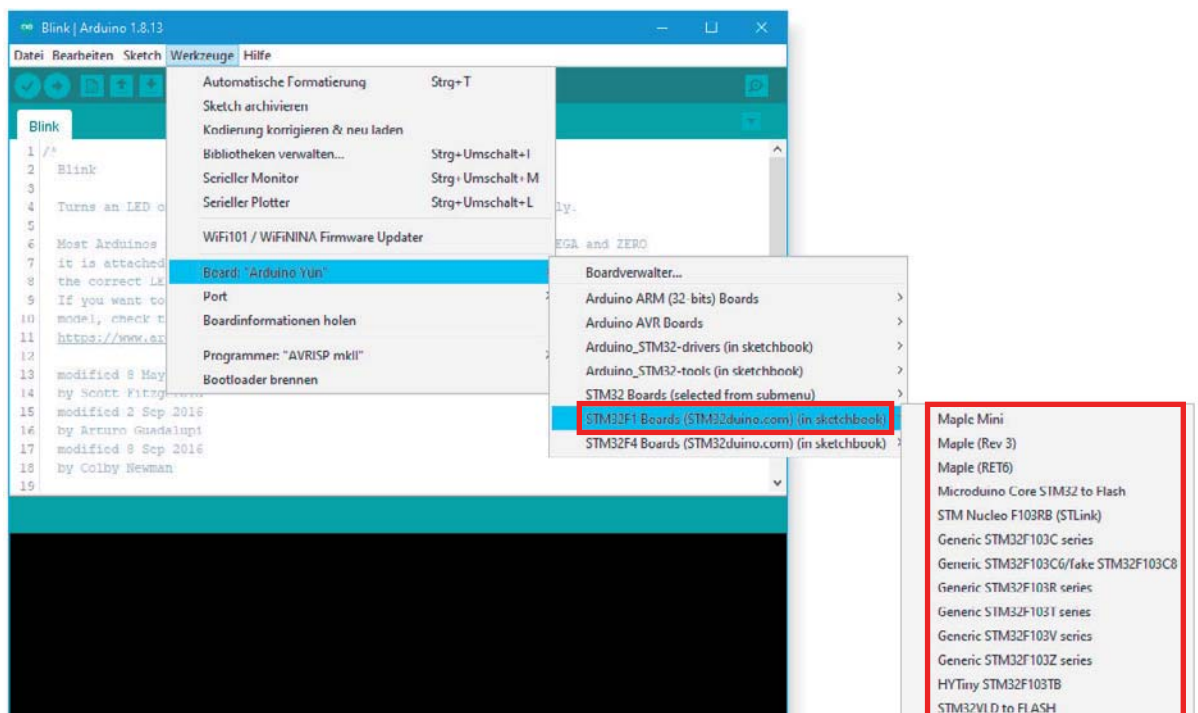 Blink | Arduino 1.8.13
Datei Bearbeiten Sketch Werkzeuge Hilfe
Automatische Formatierung Strg+T
Sketch archivieren
Kodierung korrigieren & neu laden
Bibliotheken verwalten... Strg+Umschalt+I
Serieller Monitor Strg+Umschalt+M
Serieller Plotter Strg+Umschalt+L
WiFi101 / WiFiNINA Firmware Updater
Board: "Arduino Yún"
Port
Boardinformationen holen
Programmer: "AVRISP mkII"
Bootloader brennen
Blink
1 /*
2 Blink
3
4 Turns an LED ly.
5
6 Most Arduinos EGA and ZERO
7 it is attached
8 the correct
9 If you want to
10 model, check
11 https://www.ar
12
13 modified 8 May
14 by Scott
15 modified 2 Sep 2016
16 by Arturo Guadalupi
17 modified 8 Sep 2016
18 by Colby Newman
19
Boardverwalter...
Arduino ARM (32-bits) Boards
Arduino AVR Boards
Arduino_STM32-drivers (in sketchbook)
Arduino_STM32-tools (in sketchbook)
STM32 Boards (selected from submenu)
STM32F1 Boards (STM32duino.com) (in sketchbook)
STM32F4 Boards (STM32duino.com) (in sketchbook)
Maple Mini
Maple (Rev 3)
Maple (RET6)
Microduino Core STM32 to Flash
STM Nucleo F103RB (STLink)
Generic STM32F103C series
Generic STM32F103C6/fake STM32F103C8
Generic STM32F103R series
Generic STM32F103T series
Generic STM32F103V series
Generic STM32F103Z series
HYTiny STM32F103TB
STM32VLD to FLASH